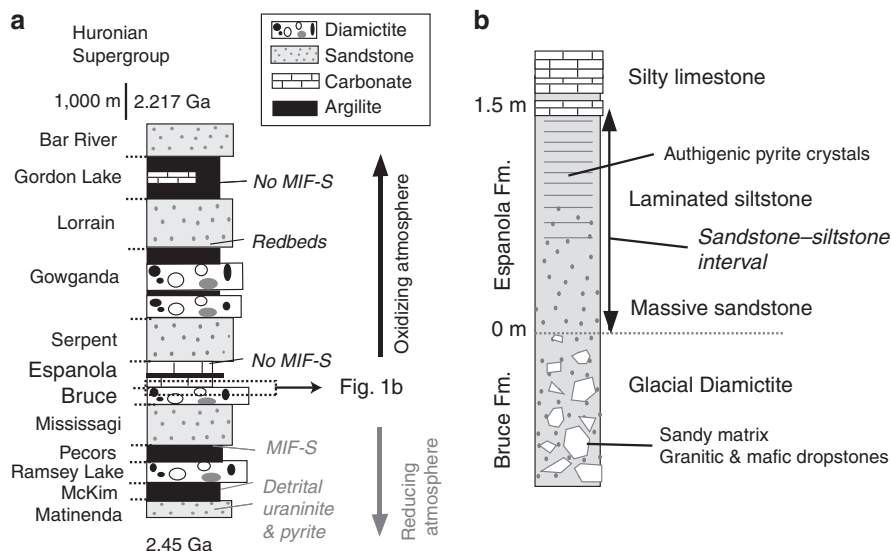 a
Huronian
Supergroup
Diamictite
Sandstone
Carbonate
Argilite
1,000 m
2.217 Ga
Bar River
Gordon Lake
No MIF-S
Lorrain
Redbeds
Gowganda
Oxidizing atmosphere
Serpent
Espanola
No MIF-S
Bruce
Fig. 1b
Mississagi
Pecors
MIF-S
Ramsey Lake
McKim
Detrital
uraninite
& pyrite
Matinenda
Reducing
atmosphere
2.45 Ga
b
Silty limestone
1.5 m
Authigenic pyrite crystals
Espanola Fm.
Laminated siltstone
Sandstone–siltstone
interval
Massive sandstone
0 m
Bruce Fm.
Glacial Diamictite
Sandy matrix
Granitic & mafic dropstones